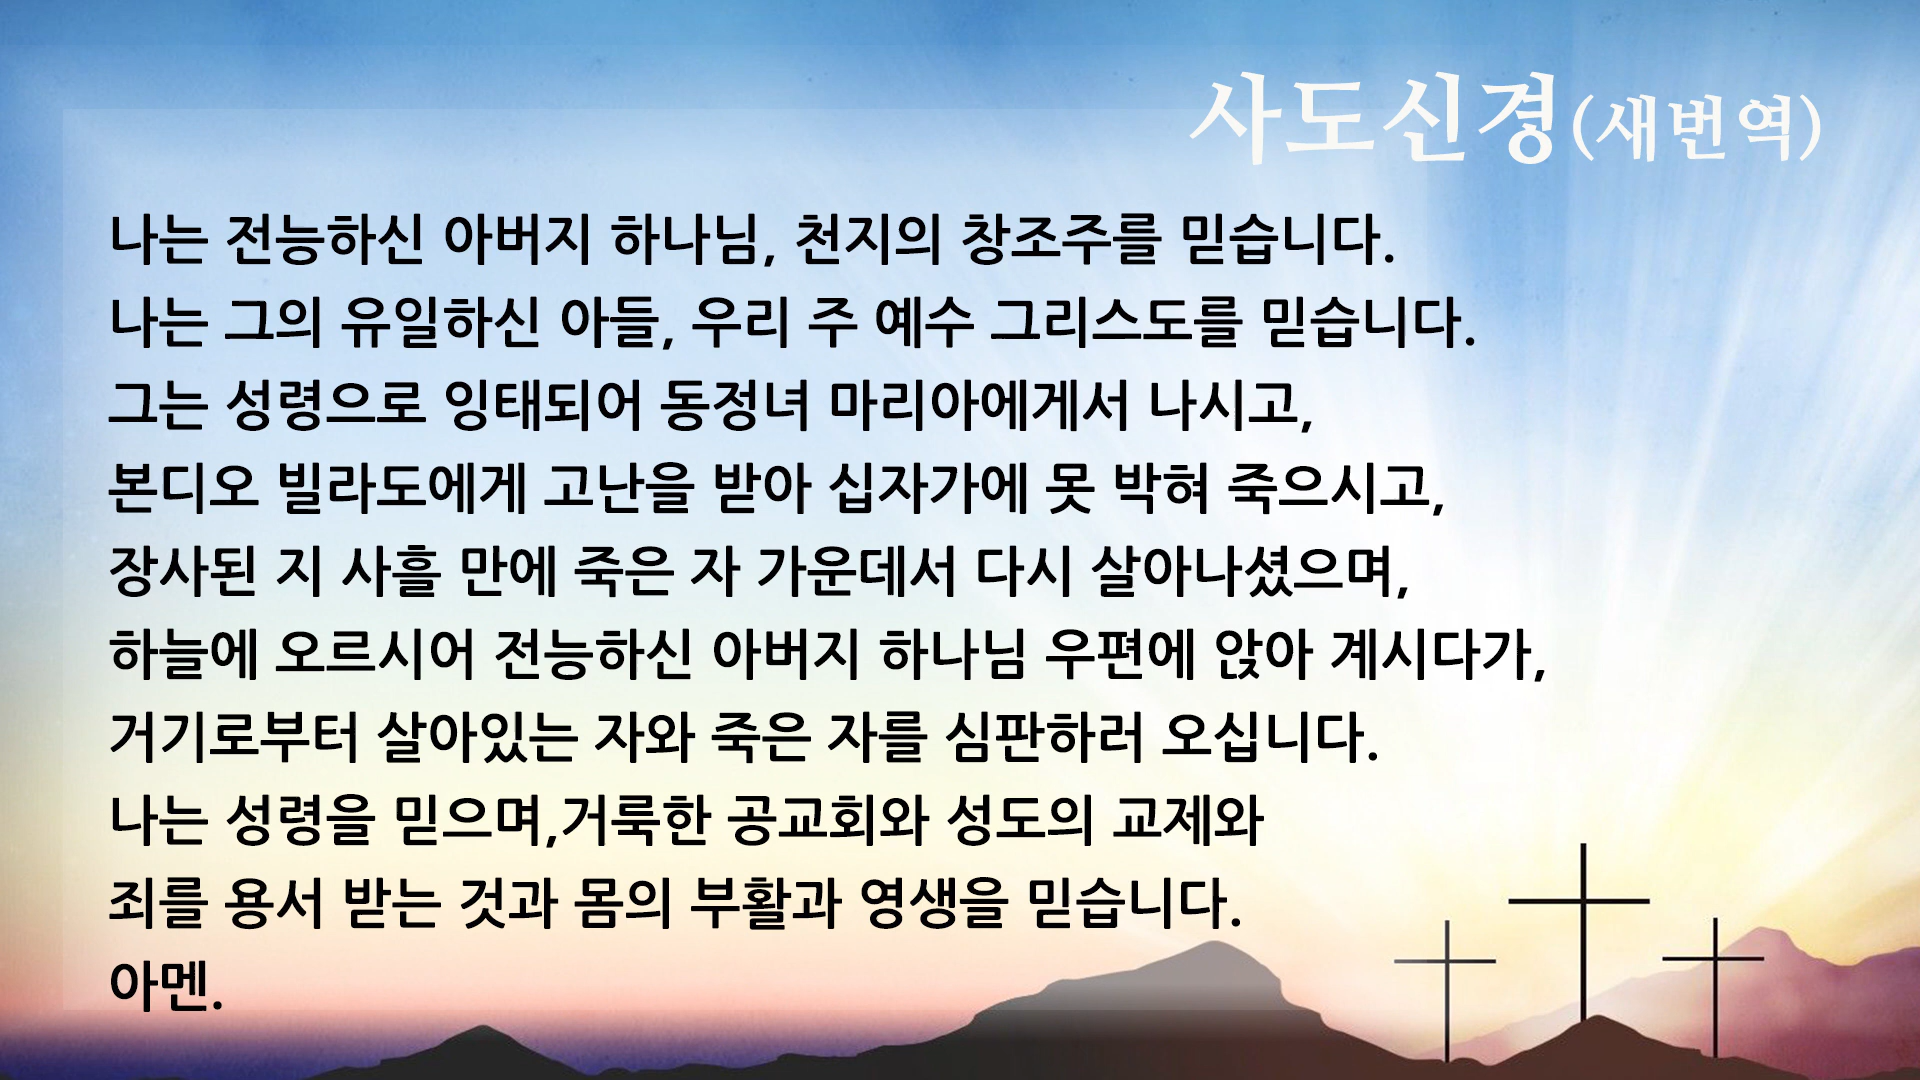 사도신경(새번역)
나는 전능하신 아버지 하나님, 천지의 창조주를 믿습니다.
나는 그의 유일하신 아들, 우리 주 예수 그리스도를 믿습니다.
그는 성령으로 잉태되어 동정녀 마리아에게서 나시고,
본디오 빌라도에게 고난을 받아 십자가에 못 박혀 죽으시고,
장사된 지 사흘 만에 죽은 자 가운데서 다시 살아나셨으며,
하늘에 오르시어 전능하신 아버지 하나님 우편에 앉아 계시다가,
거기로부터 살아있는 자와 죽은 자를 심판하러 오십니다.
나는 성령을 믿으며,거룩한 공교회와 성도의 교제와
죄를 용서 받는 것과 몸의 부활과 영생을 믿습니다.
아멘.